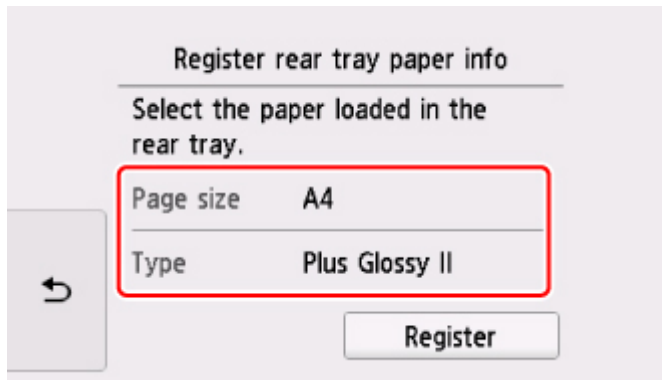 Register rear tray paper info
Select the paper loaded in the
rear tray.
Page size A4
Type Plus Glossy II
Register